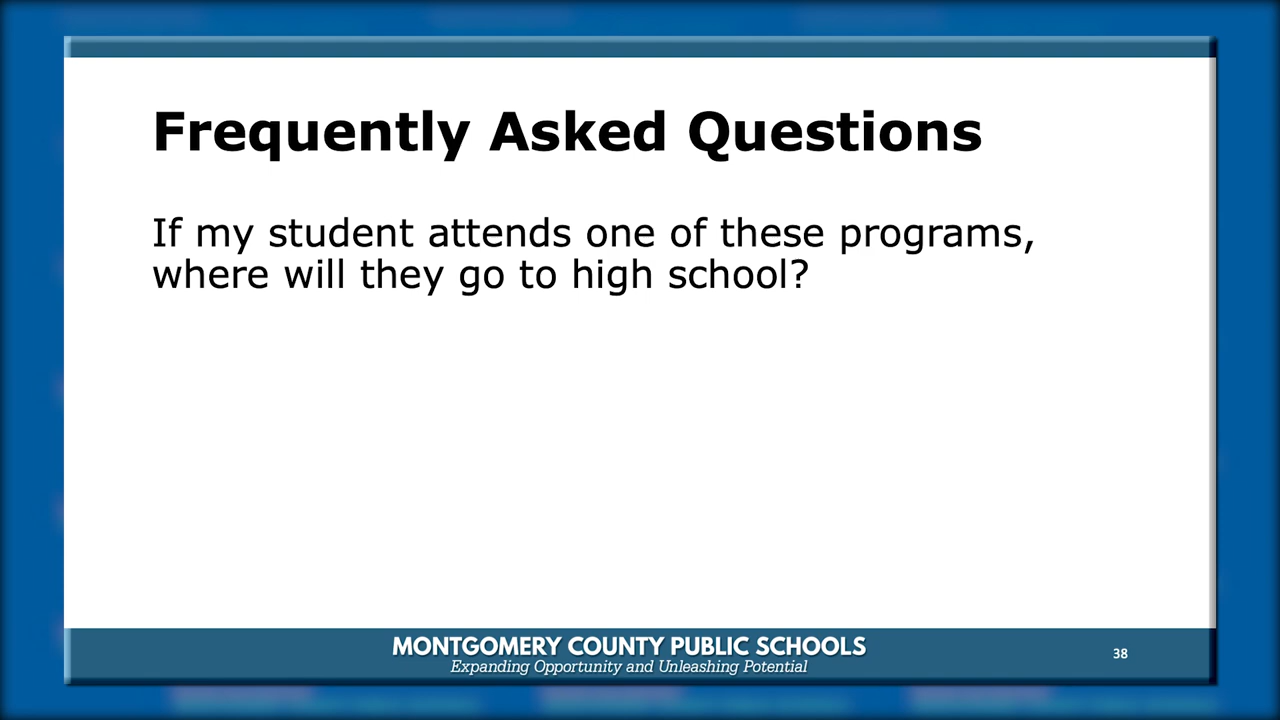 Frequently Asked Questions
If my student attends one of these programs,
where will they go to high school?
MONTGOMERY COUNTY PUBLIC SCHOOLS
Expanding Opportunity and Unleashing Potential
38